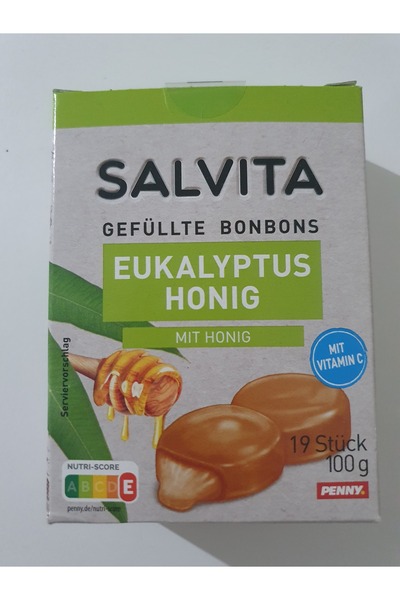 SALVITA
GEFÜLLTE BONBONS
EUKALYPTUS
HONIG
MIT HONIG
MIT
VITAMIN C
Serviervorschlag
19 Stück
100 g
NUTRI-SCORE
A B C D E
penny.de/nutri-score
PENNY.